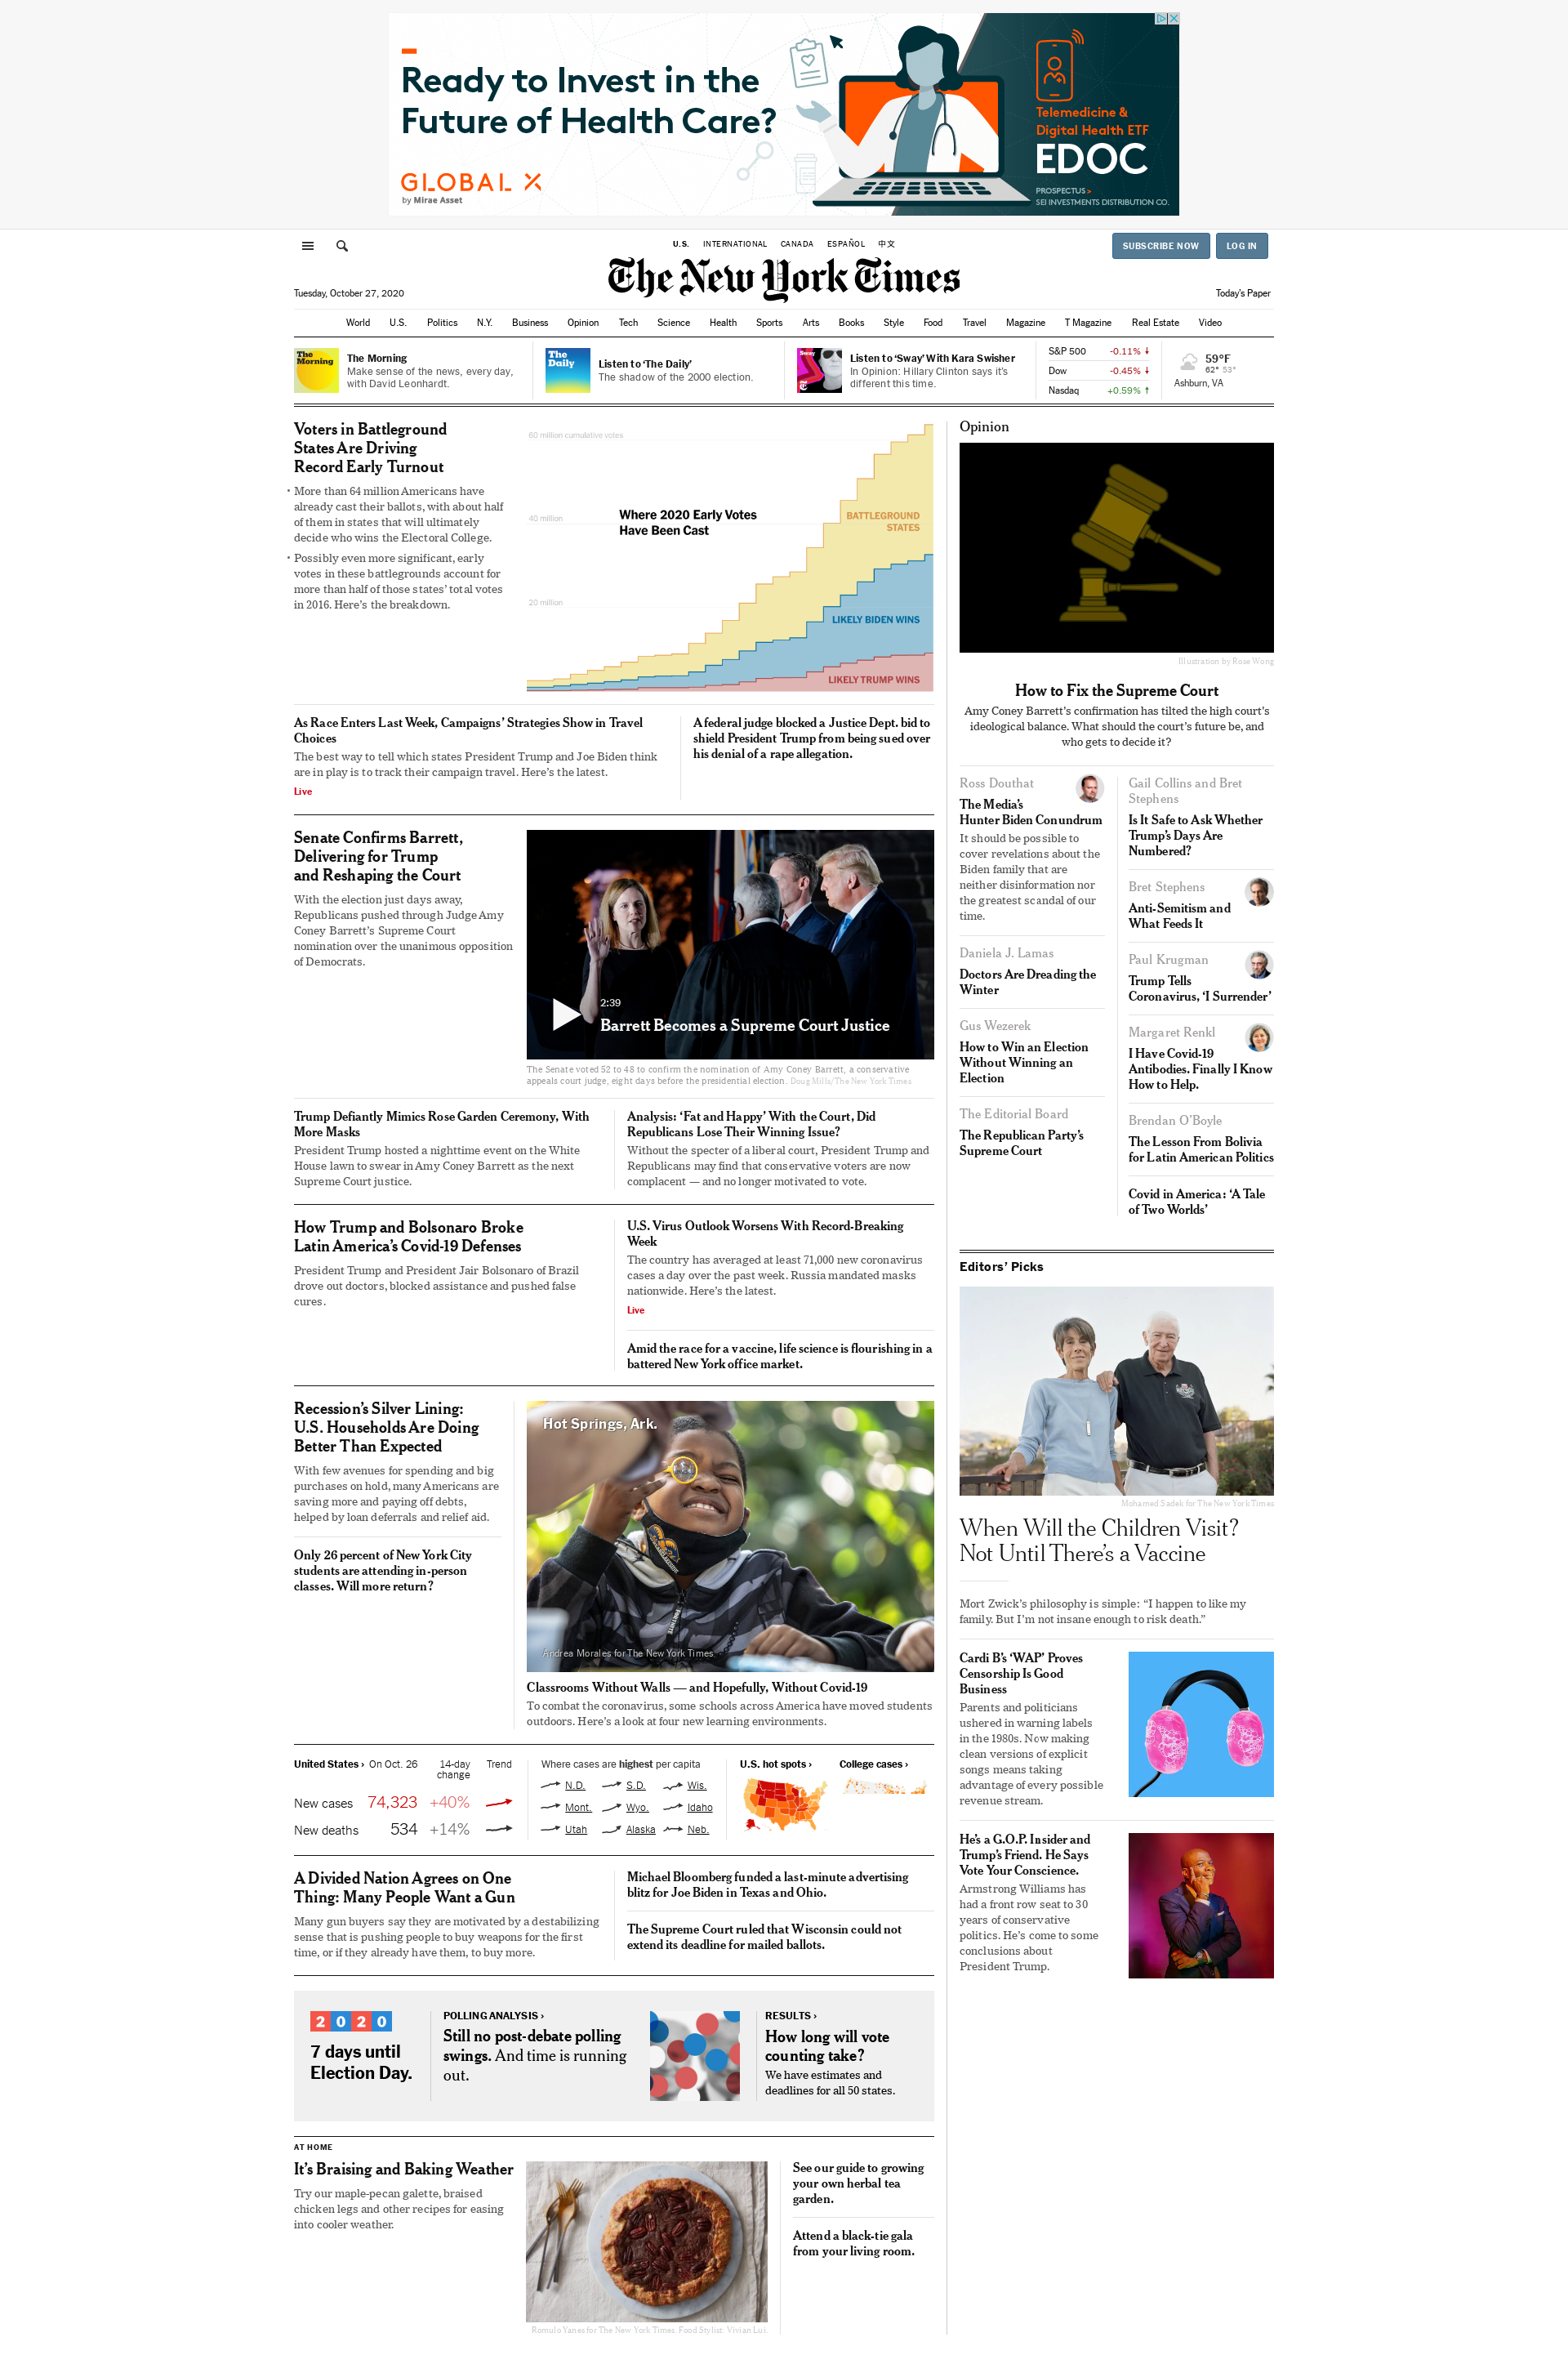 Ready to Invest in the
Future of Health Care?
GLOBAL X
by Mirae Asset
Telemedicine &
Digital Health ETF
EDOC
PROSPECTUS >
SEI INVESTMENTS DISTRIBUTION CO.
U.S. INTERNATIONAL CANADA ESPAÑOL 中文
SUBSCRIBE NOW LOG IN
The New York Times
Tuesday, October 27, 2020
Today's Paper
World U.S. Politics N.Y. Business Opinion Tech Science Health Sports Arts Books Style Food Travel Magazine T Magazine Real Estate Video
The Morning
The Morning
Make sense of the news, every day,
with David Leonhardt.
The Daily
Listen to ‘The Daily’
The shadow of the 2000 election.
Sway
Listen to ‘Sway’ With Kara Swisher
In Opinion: Hillary Clinton says it’s
different this time.
S&P 500 -0.11%
Dow -0.45%
Nasdaq +0.59%
59°F
62° 53°
Ashburn, VA
Voters in Battleground
States Are Driving
Record Early Turnout
More than 64 million Americans have
already cast their ballots, with about half
of them in states that will ultimately
decide who wins the Electoral College.
Possibly even more significant, early
votes in these battlegrounds account for
more than half of those states’ total votes
in 2016. Here’s the breakdown.
60 million cumulative votes
40 million
20 million
Where 2020 Early Votes
Have Been Cast
BATTLEGROUND
STATES
LIKELY BIDEN WINS
LIKELY TRUMP WINS
As Race Enters Last Week, Campaigns’ Strategies Show in Travel
Choices
The best way to tell which states President Trump and Joe Biden think
are in play is to track their campaign travel. Here’s the latest.
Live
A federal judge blocked a Justice Dept. bid to
shield President Trump from being sued over
his denial of a rape allegation.
Senate Confirms Barrett,
Delivering for Trump
and Reshaping the Court
With the election just days away,
Republicans pushed through Judge Amy
Coney Barrett’s Supreme Court
nomination over the unanimous opposition
of Democrats.
2:39
Barrett Becomes a Supreme Court Justice
The Senate voted 52 to 48 to confirm the nomination of Amy Coney Barrett, a conservative
appeals court judge, eight days before the presidential election. Doug Mills/The New York Times
Trump Defiantly Mimics Rose Garden Ceremony, With
More Masks
President Trump hosted a nighttime event on the White
House lawn to swear in Amy Coney Barrett as the next
Supreme Court justice.
Analysis: ‘Fat and Happy’ With the Court, Did
Republicans Lose Their Winning Issue?
Without the specter of a liberal court, President Trump and
Republicans may find that conservative voters are now
complacent — and no longer motivated to vote.
How Trump and Bolsonaro Broke
Latin America’s Covid-19 Defenses
President Trump and President Jair Bolsonaro of Brazil
drove out doctors, blocked assistance and pushed false
cures.
U.S. Virus Outlook Worsens With Record-Breaking
Week
The country has averaged at least 71,000 new coronavirus
cases a day over the past week. Russia mandated masks
nationwide. Here’s the latest.
Live
Amid the race for a vaccine, life science is flourishing in a
battered New York office market.
Recession’s Silver Lining:
U.S. Households Are Doing
Better Than Expected
With few avenues for spending and big
purchases on hold, many Americans are
saving more and paying off debts,
helped by loan deferrals and relief aid.
Only 26 percent of New York City
students are attending in-person
classes. Will more return?
Hot Springs, Ark.
Andrea Morales for The New York Times
Classrooms Without Walls — and Hopefully, Without Covid-19
To combat the coronavirus, some schools across America have moved students
outdoors. Here’s a look at four new learning environments.
United States › On Oct. 26 14-day
change Trend
New cases 74,323 +40%
New deaths 534 +14%
Where cases are highest per capita
N.D. S.D. Wis.
Mont. Wyo. Idaho
Utah Alaska Neb.
U.S. hot spots ›
College cases ›
A Divided Nation Agrees on One
Thing: Many People Want a Gun
Many gun buyers say they are motivated by a destabilizing
sense that is pushing people to buy weapons for the first
time, or if they already have them, to buy more.
Michael Bloomberg funded a last-minute advertising
blitz for Joe Biden in Texas and Ohio.
The Supreme Court ruled that Wisconsin could not
extend its deadline for mailed ballots.
2020
7 days until
Election Day.
POLLING ANALYSIS ›
Still no post-debate polling
swings. And time is running
out.
RESULTS ›
How long will vote
counting take?
We have estimates and
deadlines for all 50 states.
AT HOME
It’s Braising and Baking Weather
Try our maple-pecan galette, braised
chicken legs and other recipes for easing
into cooler weather.
Romulo Yanes for The New York Times. Food Stylist: Vivian Lui.
See our guide to growing
your own herbal tea
garden.
Attend a black-tie gala
from your living room.
Opinion
Illustration by Rose Wong
How to Fix the Supreme Court
Amy Coney Barrett’s confirmation has tilted the high court’s
ideological balance. What should the court’s future be, and
who gets to decide it?
Ross Douthat
The Media’s
Hunter Biden Conundrum
It should be possible to
cover revelations about the
Biden family that are
neither disinformation nor
the greatest scandal of our
time.
Daniela J. Lamas
Doctors Are Dreading the
Winter
Gus Wezerek
How to Win an Election
Without Winning an
Election
The Editorial Board
The Republican Party’s
Supreme Court
Gail Collins and Bret
Stephens
Is It Safe to Ask Whether
Trump’s Days Are
Numbered?
Bret Stephens
Anti-Semitism and
What Feeds It
Paul Krugman
Trump Tells
Coronavirus, ‘I Surrender’
Margaret Renkl
I Have Covid-19
Antibodies. Finally I Know
How to Help.
Brendan O’Boyle
The Lesson From Bolivia
for Latin American Politics
Covid in America: ‘A Tale
of Two Worlds’
Editors’ Picks
Mohamed Sadek for The New York Times
When Will the Children Visit?
Not Until There’s a Vaccine
Mort Zwick’s philosophy is simple: “I happen to like my
family. But I’m not insane enough to risk death.”
Cardi B’s ‘WAP’ Proves
Censorship Is Good
Business
Parents and politicians
ushered in warning labels
in the 1980s. Now making
clean versions of explicit
songs means taking
advantage of every possible
revenue stream.
He’s a G.O.P. Insider and
Trump’s Friend. He Says
Vote Your Conscience.
Armstrong Williams has
had a front row seat to 30
years of conservative
politics. He’s come to some
conclusions about
President Trump.